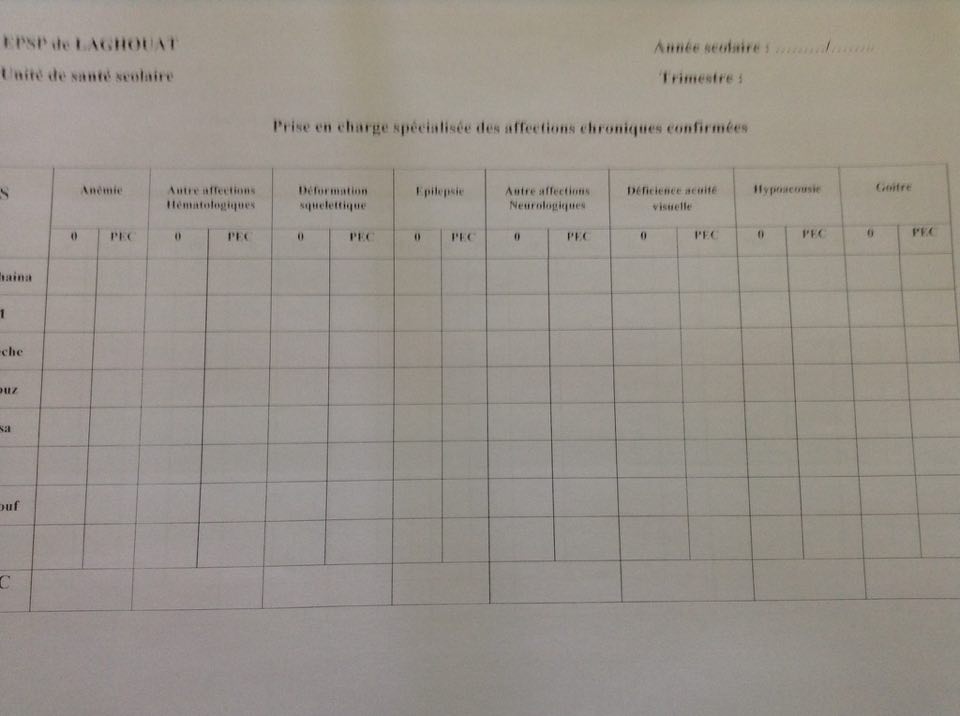 EPSP de LAGHOUAT
Unité de santé scolaire
Année scolaire : ........../........
Trimestre :
Prise en charge spécialisée des affections chroniques confirmées
S
Anémie
Autre affections
Hématologiques
Déformation
squelettique
Epilepsie
Autre affections
Neurologiques
Déficience acuité
visuelle
Hypoacousie
Goitre
0 PEC 0 PEC 0 PEC 0 PEC 0 PEC 0 PEC 0 PEC 0 PEC
haina
1
che
ouz
sa
ouf
C